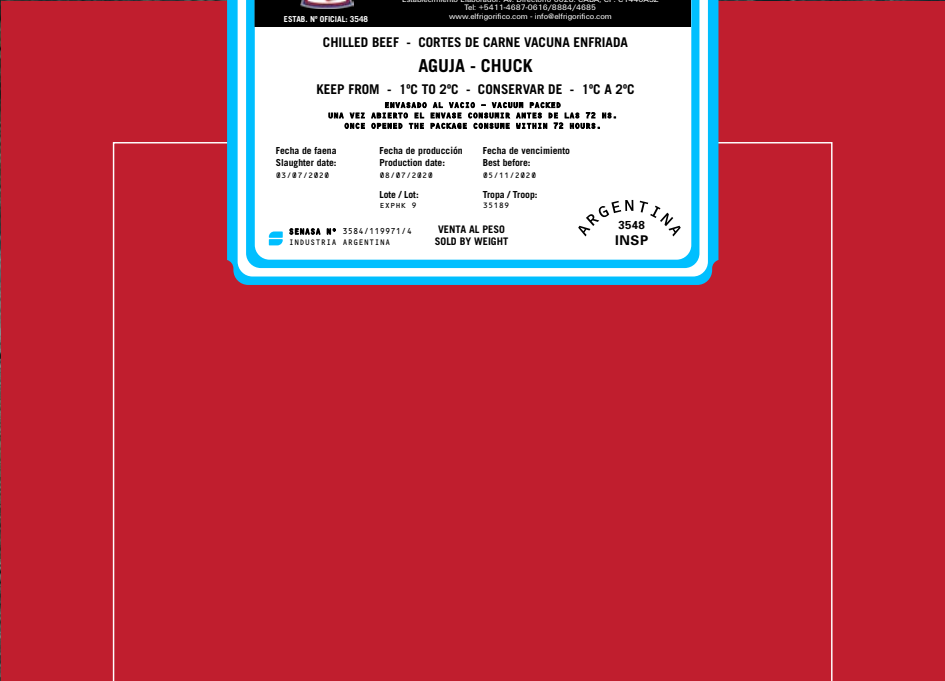 ESTAB. Nº OFICIAL: 3548
Tel: +5411-4687-0616/8884/4685
www.elfrigorifico.com - info@elfrigorifico.com
CHILLED BEEF - CORTES DE CARNE VACUNA ENFRIADA
AGUJA - CHUCK
KEEP FROM - 1ºC TO 2ºC - CONSERVAR DE - 1ºC A 2ºC
ENVASADO AL VACIO – VACUUM PACKED
UNA VEZ ABIERTO EL ENVASE CONSUMIR ANTES DE LAS 72 HS.
ONCE OPENED THE PACKAGE CONSUME WITHIN 72 HOURS.
Fecha de faena
Slaughter date:
03/07/2020
Fecha de producción
Production date:
08/07/2020
Fecha de vencimiento
Best before:
05/11/2020
Lote / Lot:
EXPHK 9
Tropa / Troop:
35189
SENASA Nº 3584/119971/4
INDUSTRIA ARGENTINA
VENTA AL PESO
SOLD BY WEIGHT
ARGENTINA
3548
INSP